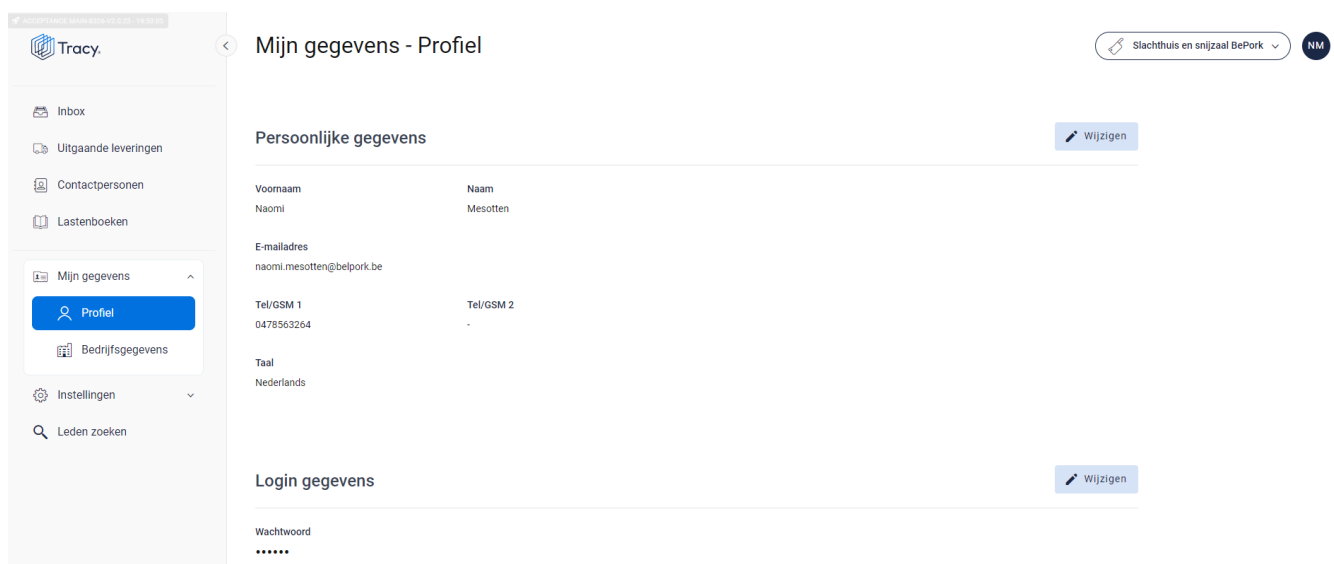 Tracy.
Mijn gegevens - Profiel
Slachthuis en snijzaal BePork
NM
Inbox
Uitgaande leveringen
Contactpersonen
Lastenboeken
Mijn gegevens
Profiel
Bedrijfsgegevens
Instellingen
Leden zoeken
Persoonlijke gegevens
Wijzigen
Voornaam Naam
Naomi Mesotten
E-mailadres
naomi.mesotten@belpork.be
Tel/GSM 1 Tel/GSM 2
0478563264 -
Taal
Nederlands
Login gegevens
Wijzigen
Wachtwoord
••••••